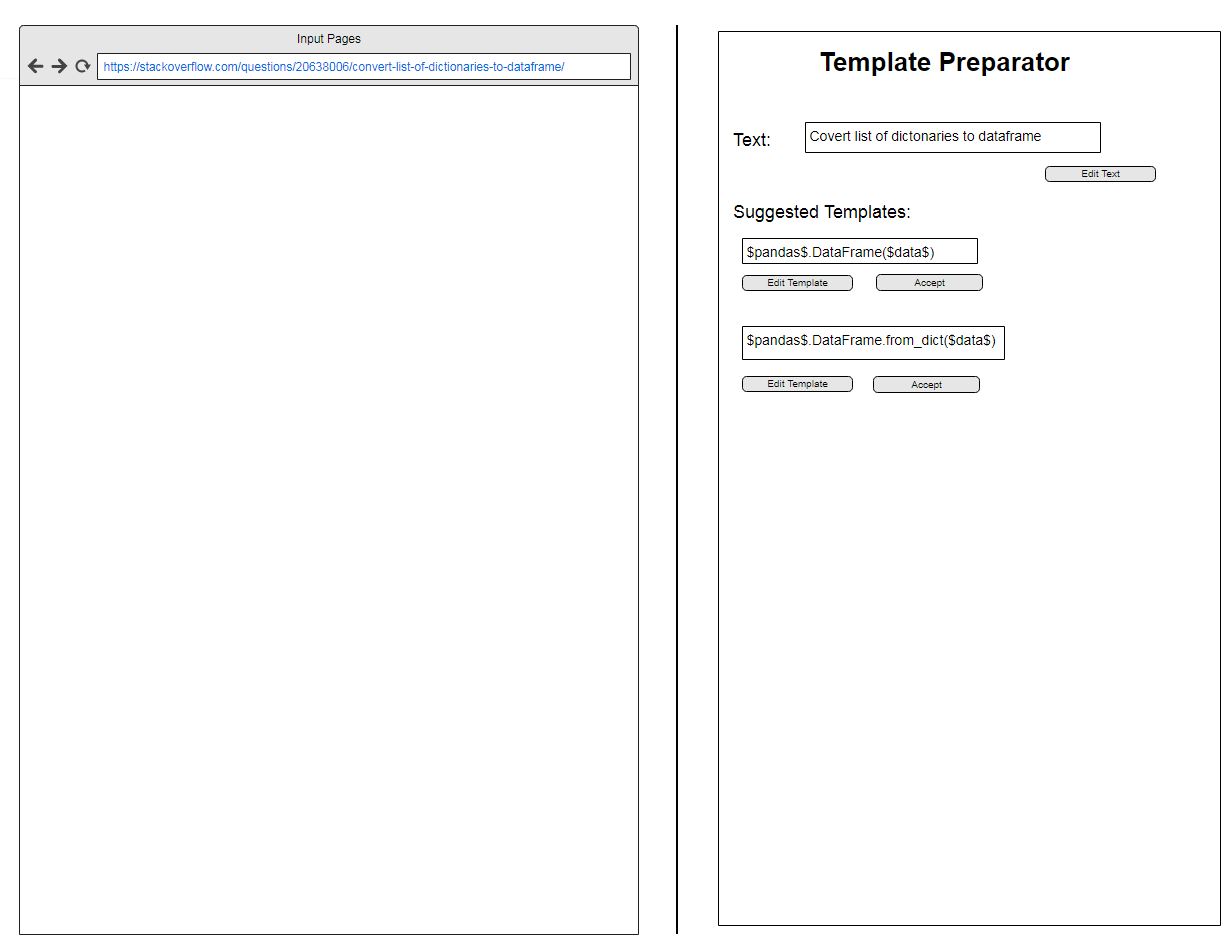 Input Pages
https://stackoverflow.com/questions/20638006/convert-list-of-dictionaries-to-dataframe/
Template Preparator
Text:
Covert list of dictonaries to dataframe
Edit Text
Suggested Templates:
$pandas$.DataFrame($data$)
Edit Template
Accept
$pandas$.DataFrame.from_dict($data$)
Edit Template
Accept